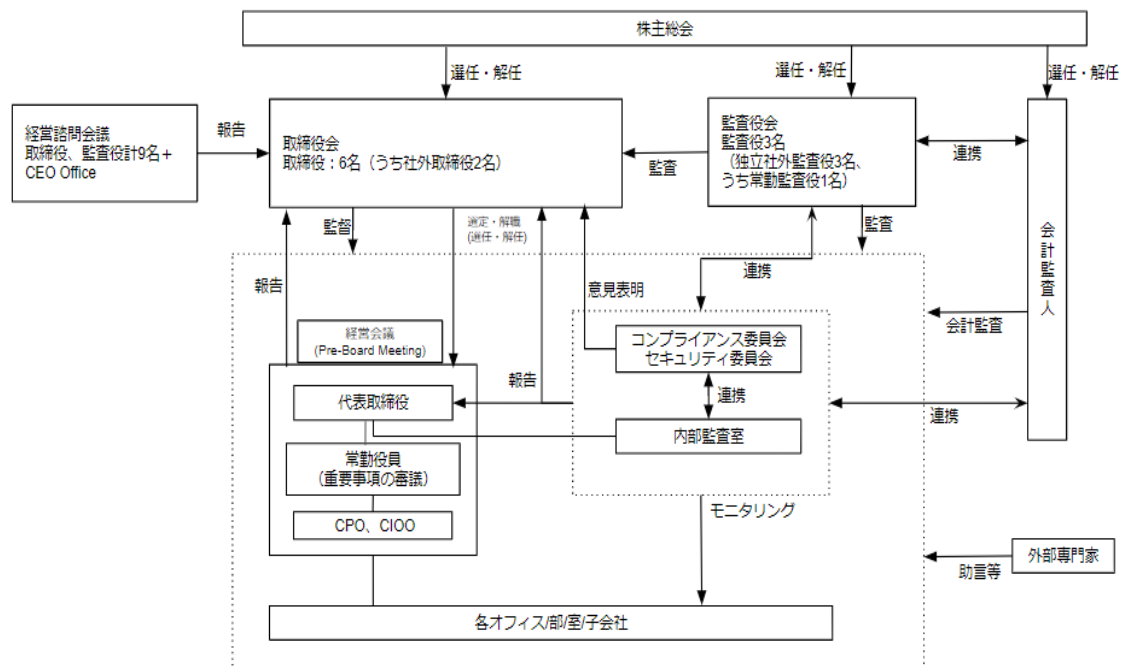 株主総会
選任・解任
選任・解任
選任・解任
経営諮問会議
取締役、監査役計9名＋
CEO Office
報告
取締役会
取締役：6名（うち社外取締役2名）
監査
監査役会
監査役3名
（独立社外監査役3名、
うち常勤監査役1名）
連携
会計監査人
監督
選定・解職
(選任・解任)
監査
連携
報告
意見表明
会計監査
経営会議
(Pre-Board Meeting)
コンプライアンス委員会
セキュリティ委員会
報告
連携
代表取締役
連携
内部監査室
常勤役員
（重要事項の審議）
CPO、CIOO
モニタリング
外部専門家
助言等
各オフィス/部/室/子会社